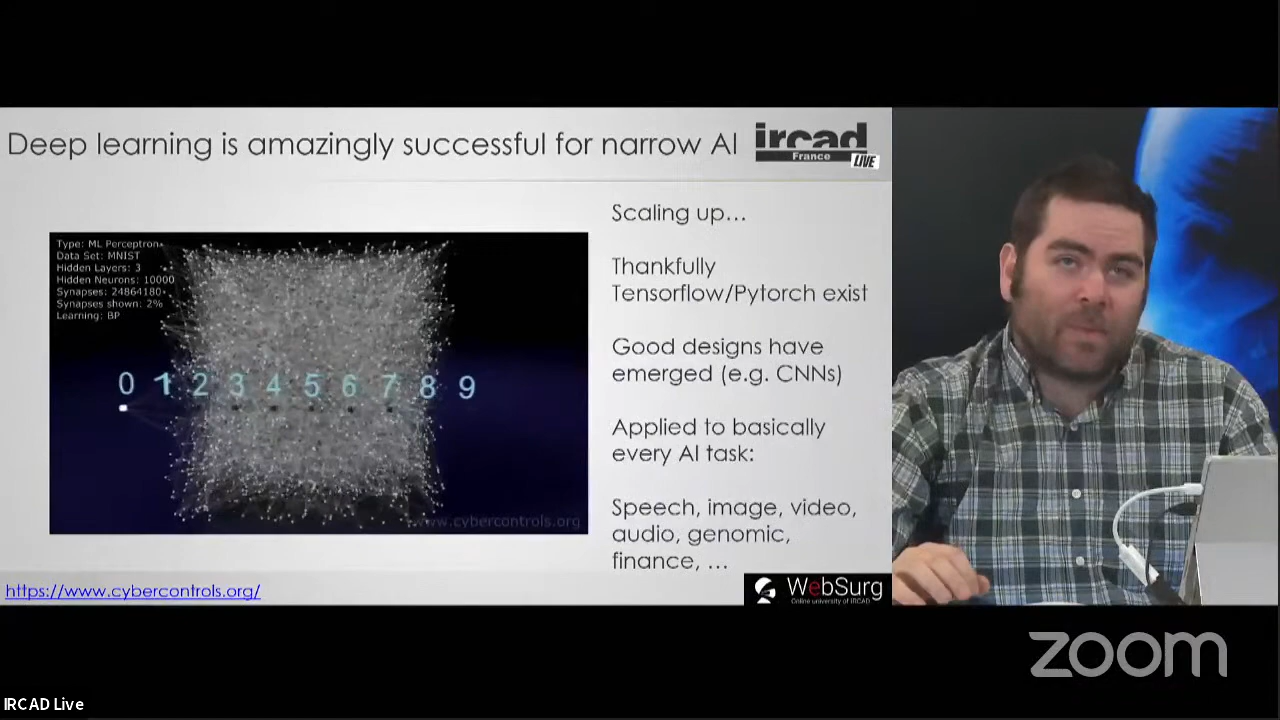 Deep learning is amazingly successful for narrow AI
ircad
France
LIVE
Type: ML Perceptron
Data Set: MNIST
Hidden Layers: 3
Hidden Neurons: 10000
Synapses: 24864180
Synapses shown: 2%
Learning: BP
0 1 2 3 4 5 6 7 8 9
www.cybercontrols.org
Scaling up…
Thankfully
Tensorflow/Pytorch exist
Good designs have
emerged (e.g. CNNs)
Applied to basically
every AI task:
Speech, image, video,
audio, genomic,
finance, …
https://www.cybercontrols.org/
WebSurg
Online university of IRCAD
zoom
IRCAD Live